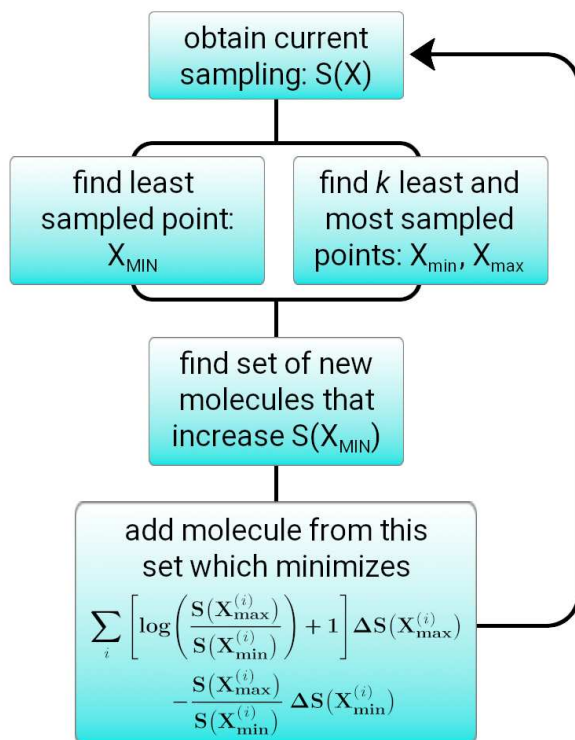 obtain current
sampling: S(X)
find least
sampled point:
X_MIN
find k least and
most sampled
points: X_min, X_max
find set of new
molecules that
increase S(X_MIN)
add molecule from this
set which minimizes
∑_i [log(S(X_max^(i))/S(X_min^(i))) + 1] ΔS(X_max^(i))
− S(X_max^(i))/S(X_min^(i)) ΔS(X_min^(i))